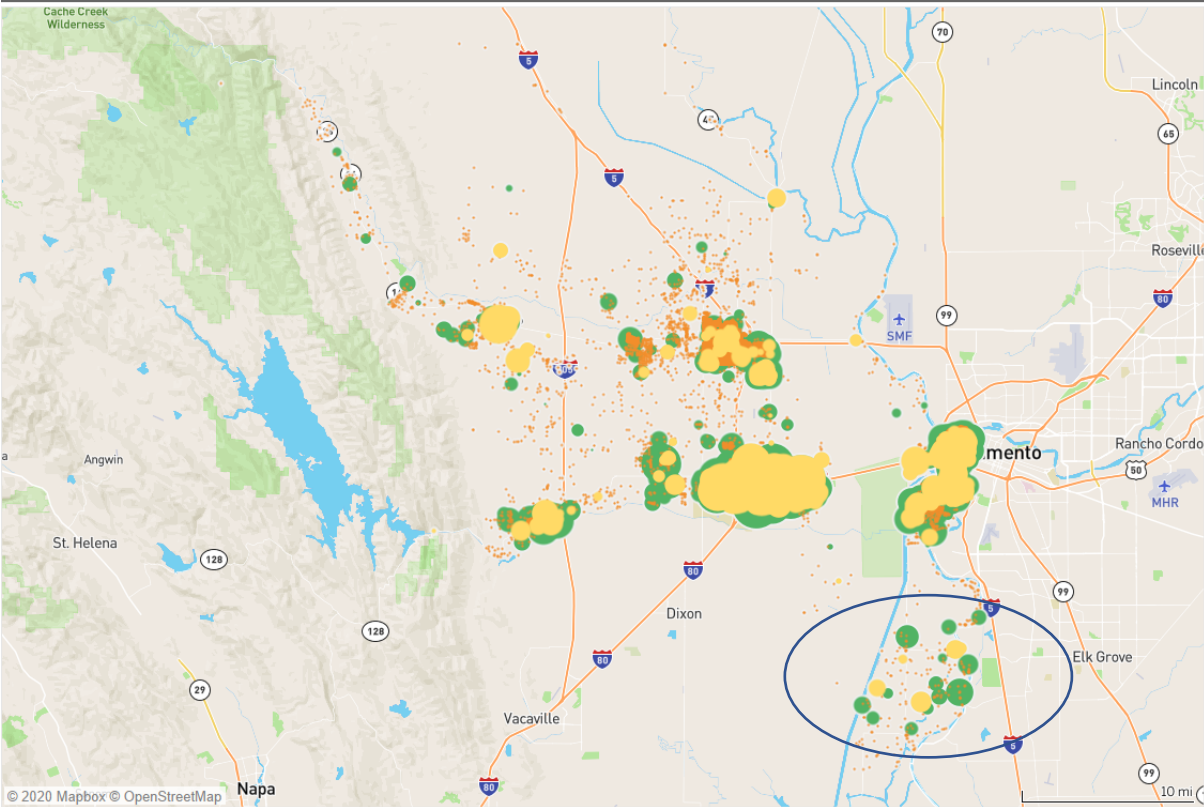 Cache Creek
Wilderness
70
5
Lincoln
65
5
Roseville
80
99
SMF
mento
Rancho Cordo
50
MHR
Angwin
St. Helena
128
80
Dixon
5
99
128
80
Elk Grove
29
Vacaville
5
99
80
Napa
© 2020 Mapbox © OpenStreetMap
10 mi